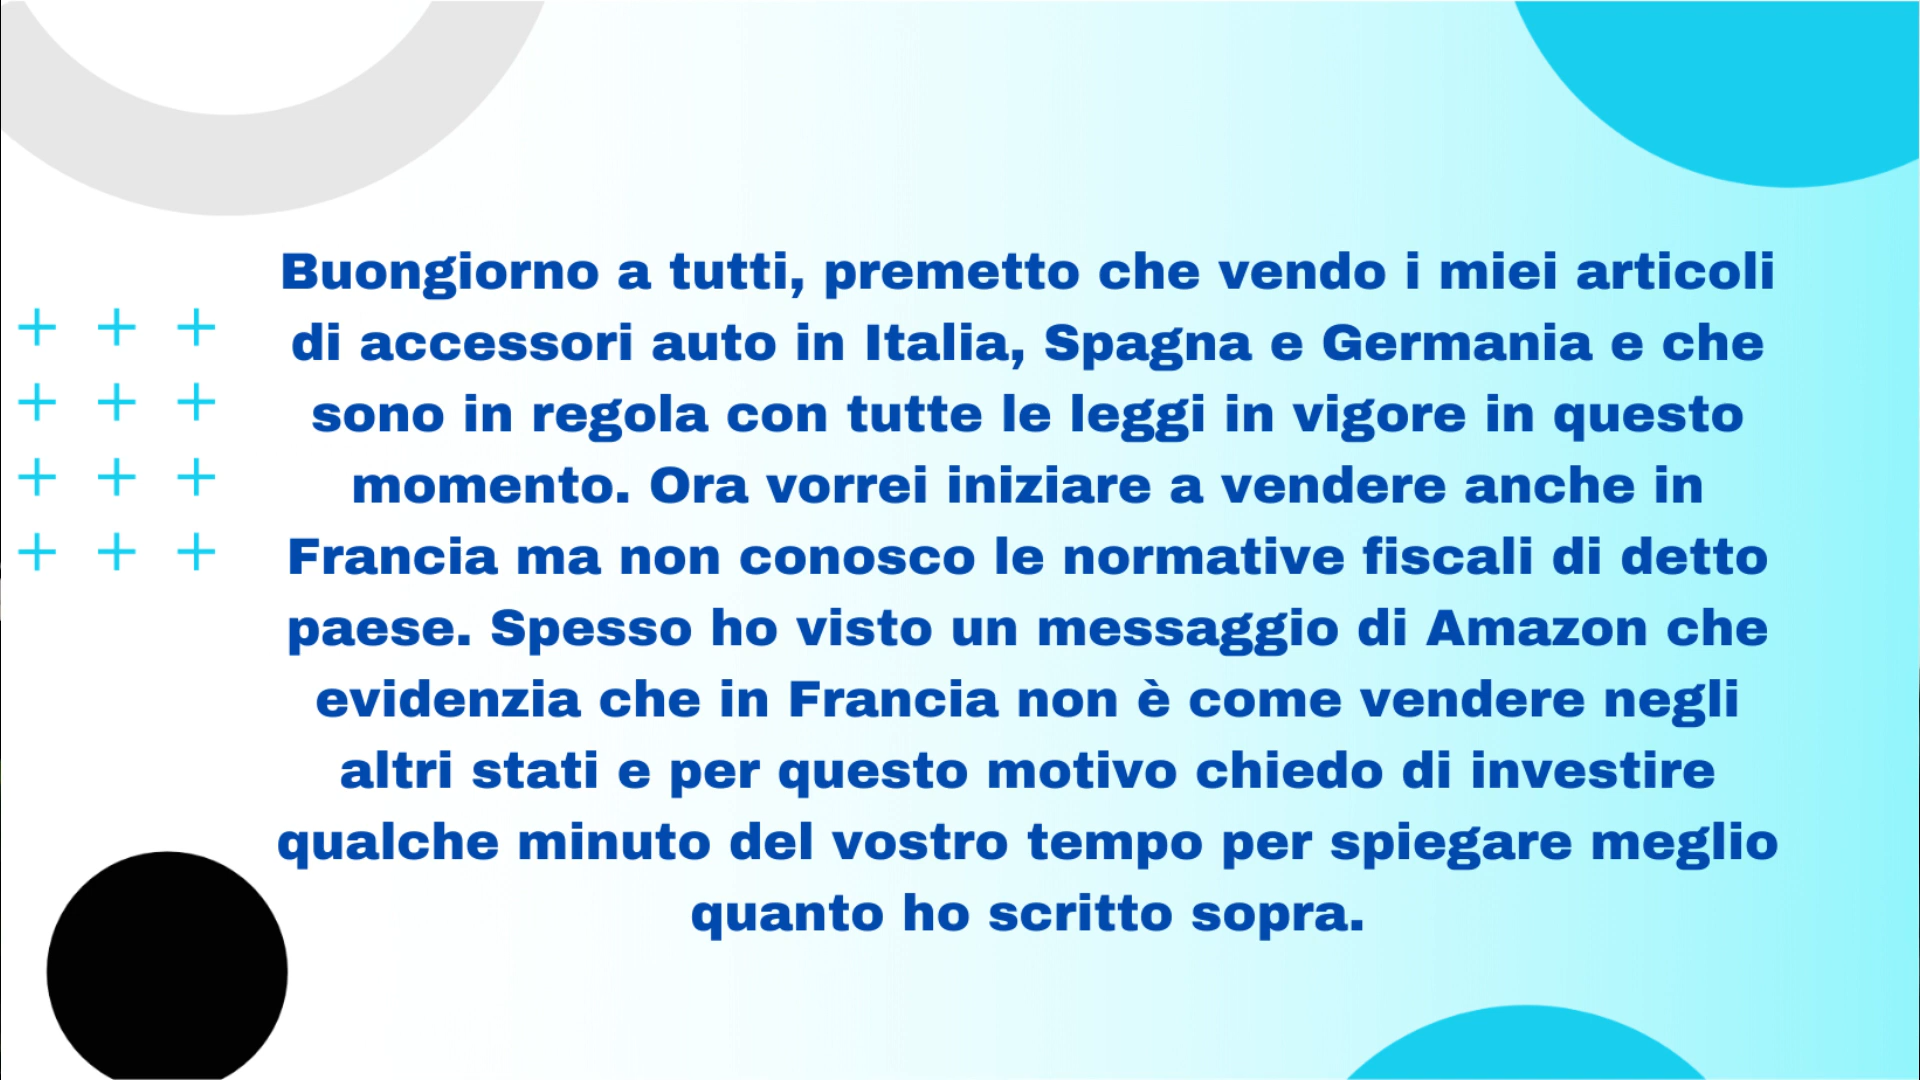 Buongiorno a tutti, premetto che vendo i miei articoli
di accessori auto in Italia, Spagna e Germania e che
sono in regola con tutte le leggi in vigore in questo
momento. Ora vorrei iniziare a vendere anche in
Francia ma non conosco le normative fiscali di detto
paese. Spesso ho visto un messaggio di Amazon che
evidenzia che in Francia non è come vendere negli
altri stati e per questo motivo chiedo di investire
qualche minuto del vostro tempo per spiegare meglio
quanto ho scritto sopra.